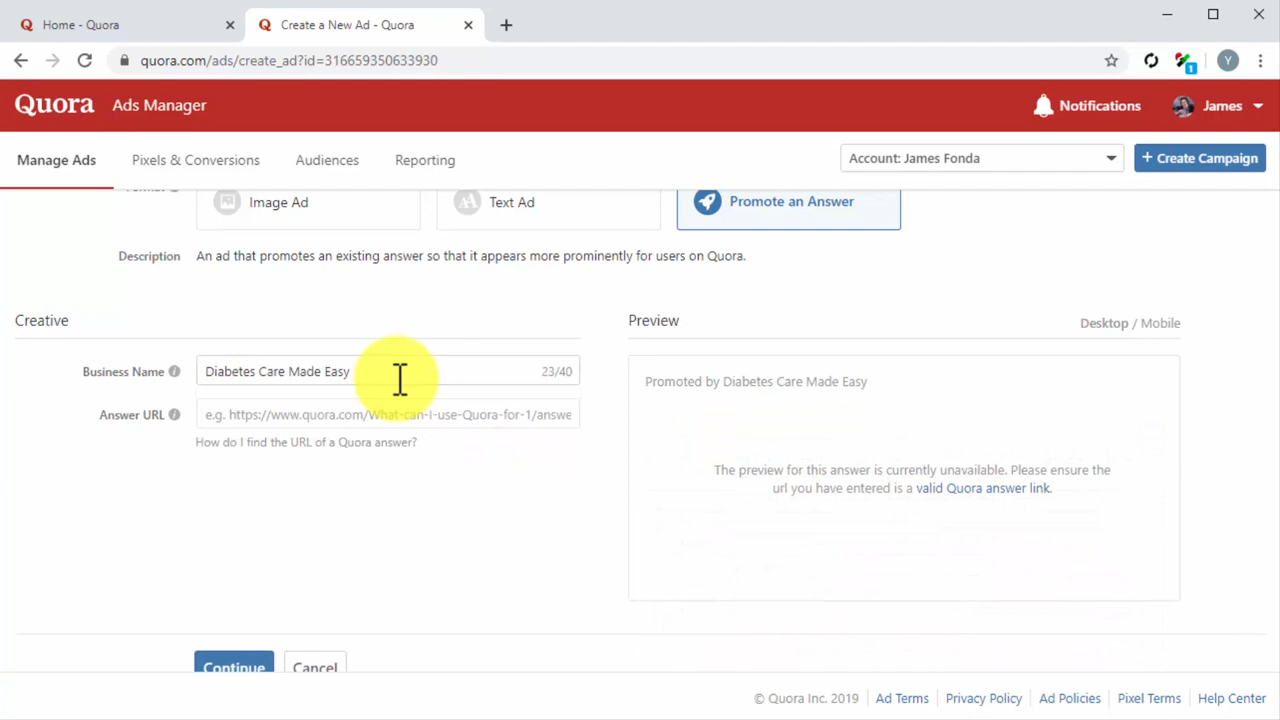 Home - Quora
Create a New Ad - Quora
quora.com/ads/create_ad?id=316659350633930
1
Y
Quora
Ads Manager
Notifications
James
Manage Ads
Pixels & Conversions
Audiences
Reporting
Account: James Fonda
+ Create Campaign
Image Ad
Text Ad
Promote an Answer
Description
An ad that promotes an existing answer so that it appears more prominently for users on Quora.
Creative
Preview
Desktop / Mobile
Business Name
Diabetes Care Made Easy
23/40
Promoted by Diabetes Care Made Easy
Answer URL
e.g. https://www.quora.com/What-can-I-use-Quora-for-1/answe
How do I find the URL of a Quora answer?
The preview for this answer is currently unavailable. Please ensure the
url you have entered is a valid Quora answer link.
Continue
Cancel
© Quora Inc. 2019
Ad Terms
Privacy Policy
Ad Policies
Pixel Terms
Help Center